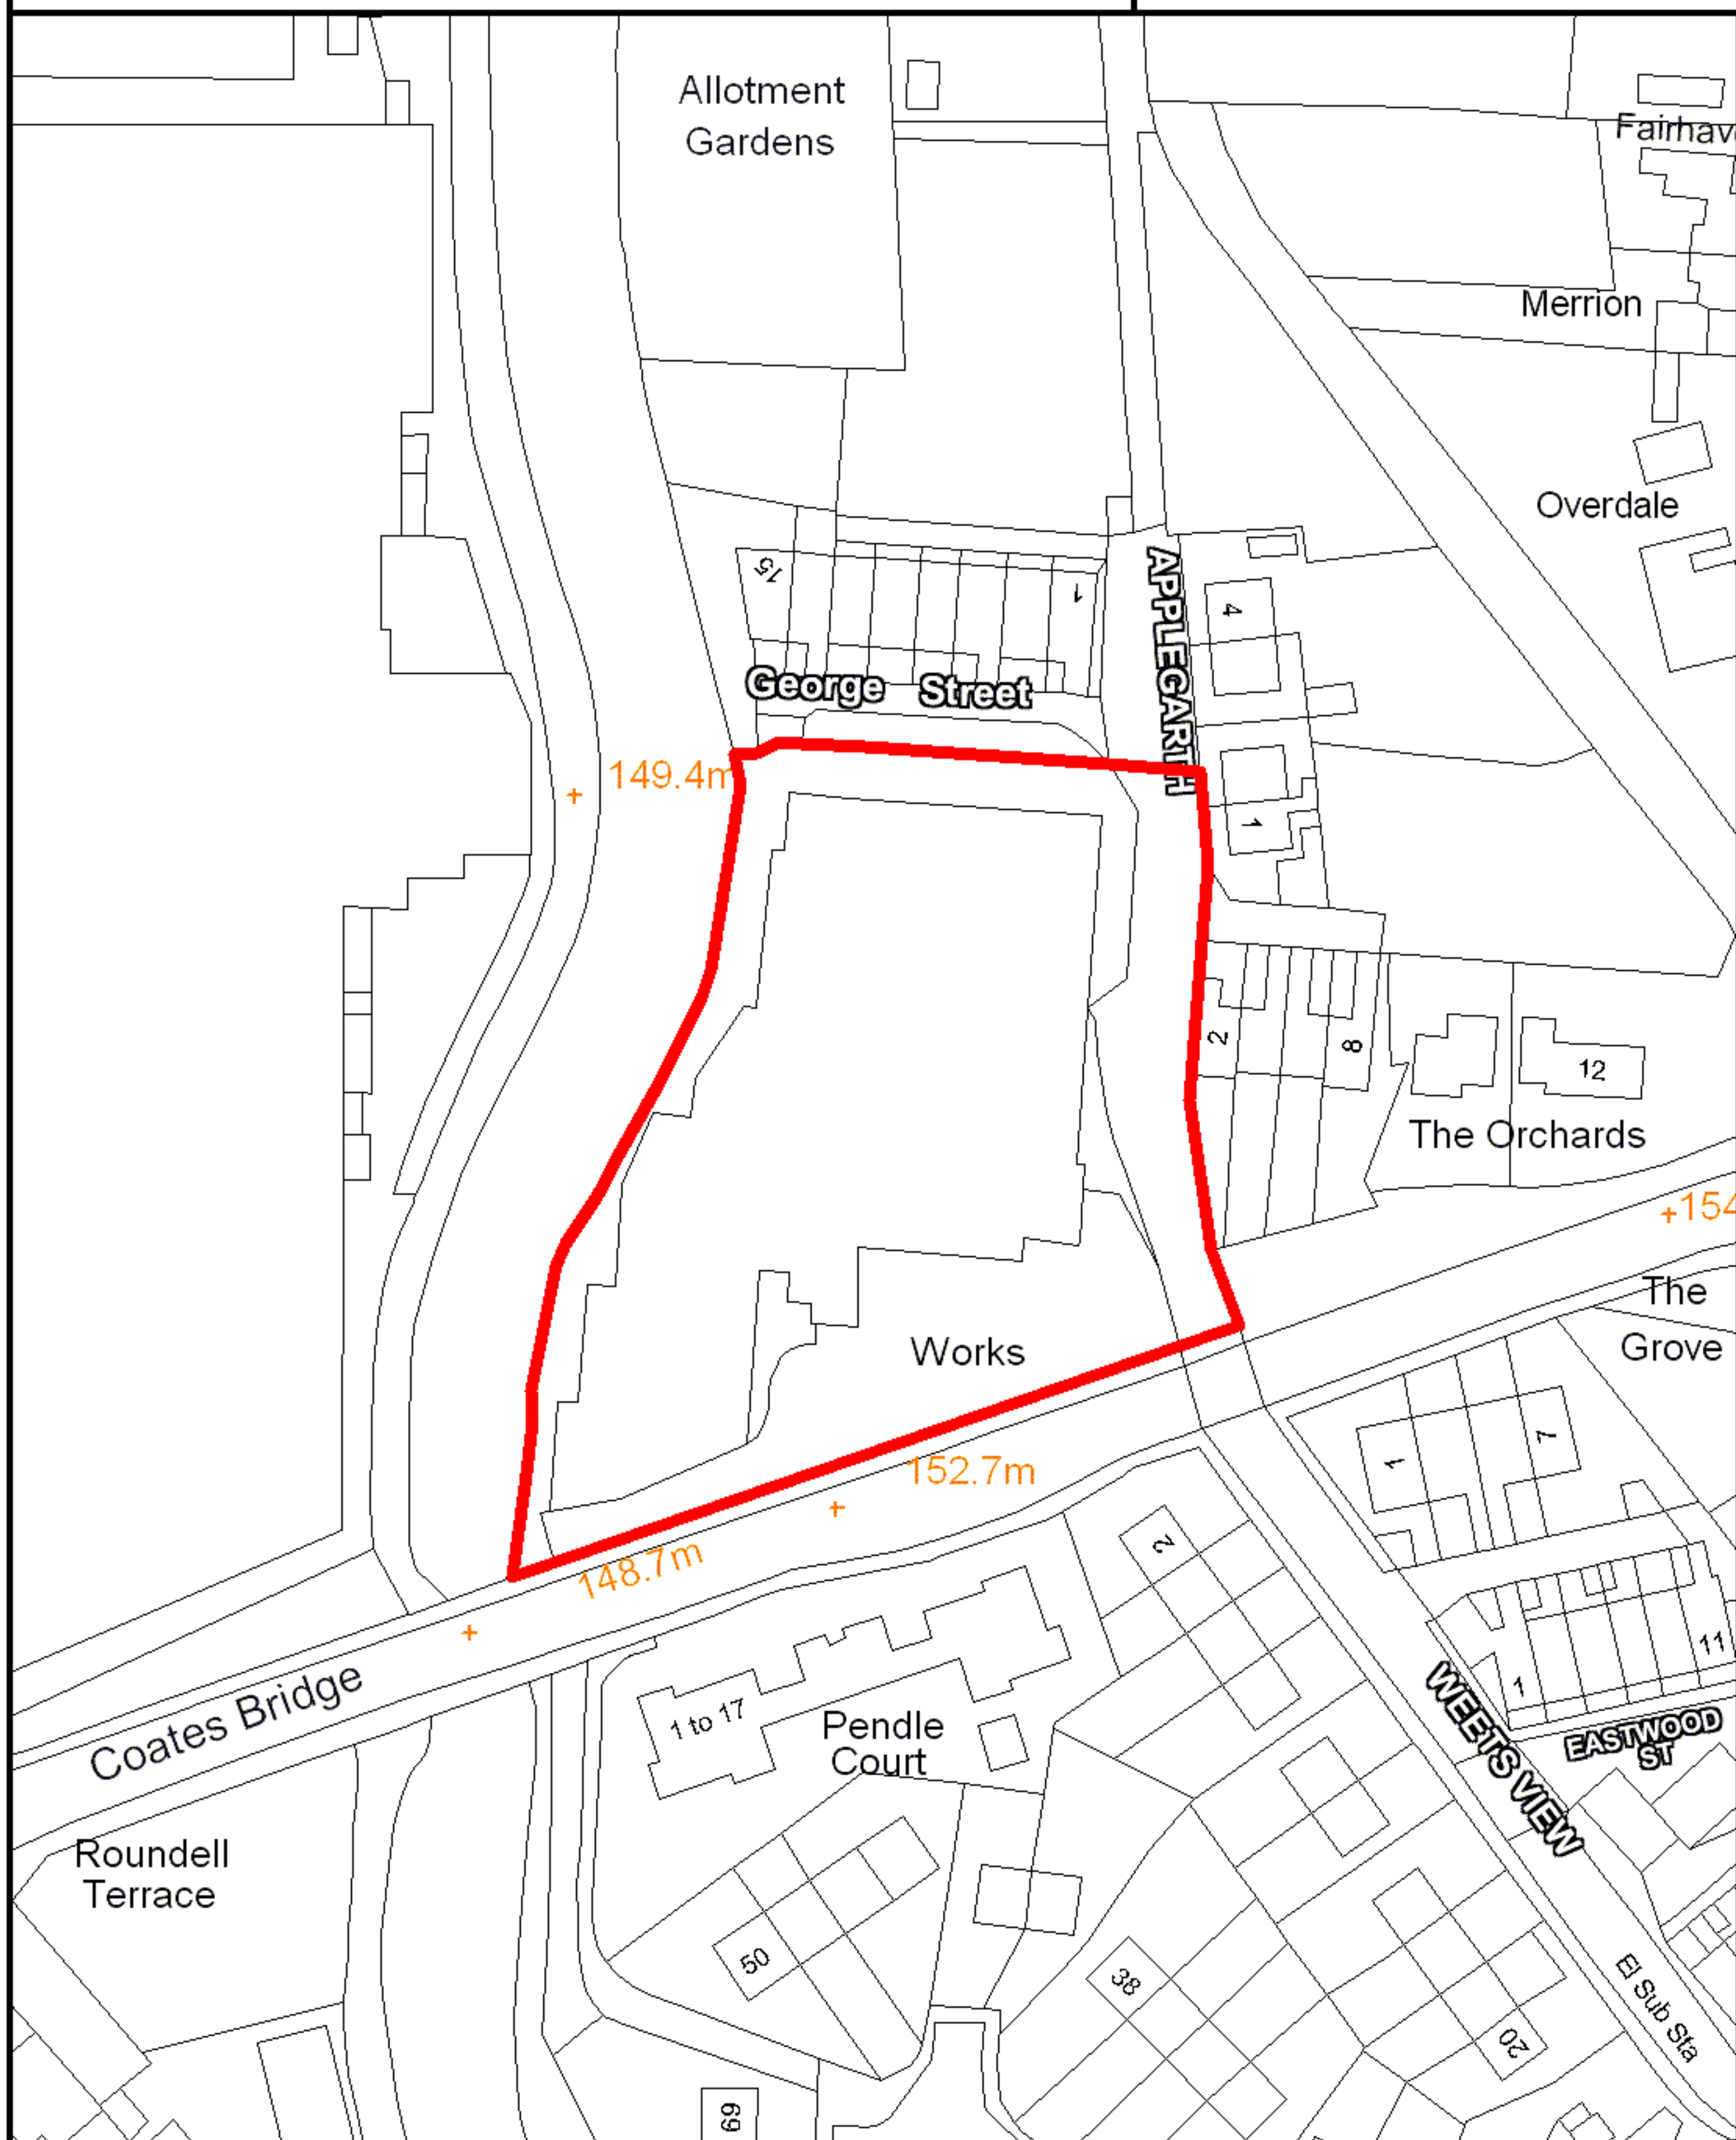 Allotment
Gardens
Fairhav
Merrion
Overdale
15
1
APPLEGARTH
4
George Street
149.4m
1
2
8
12
The Orchards
154
The
Grove
Works
152.7m
1
7
148.7m
2
11
1
Coates Bridge
1 to 17
Pendle
Court
WEETS VIEW
EASTWOOD
ST
Roundell
Terrace
50
38
El Sub Sta
20
69